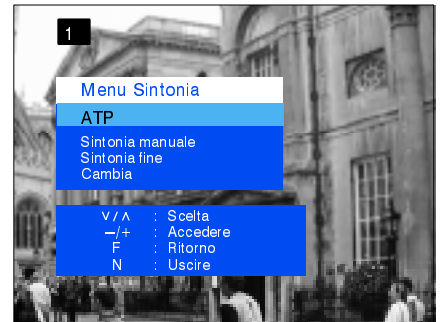 1
Menu Sintonia
ATP
Sintonia manuale
Sintonia fine
Cambia
∨/∧ : Scelta
–/+ : Accedere
F : Ritorno
N : Uscire